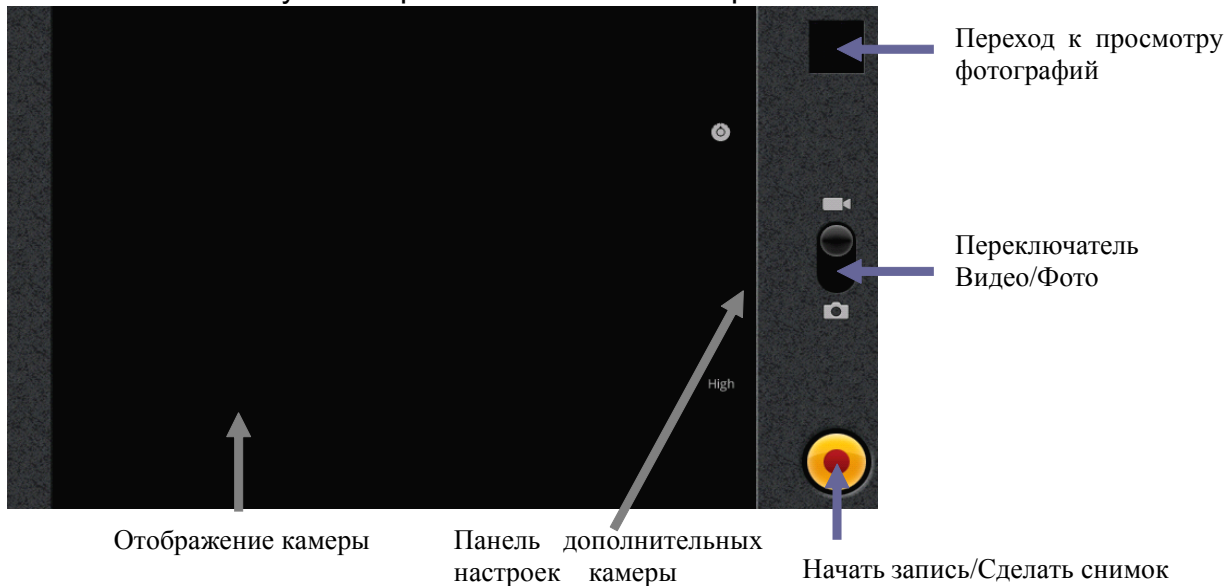 Переход к просмотру
фотографий
Переключатель
Видео/Фото
High
Отображение камеры
Панель дополнительных
настроек камеры
Начать запись/Сделать снимок